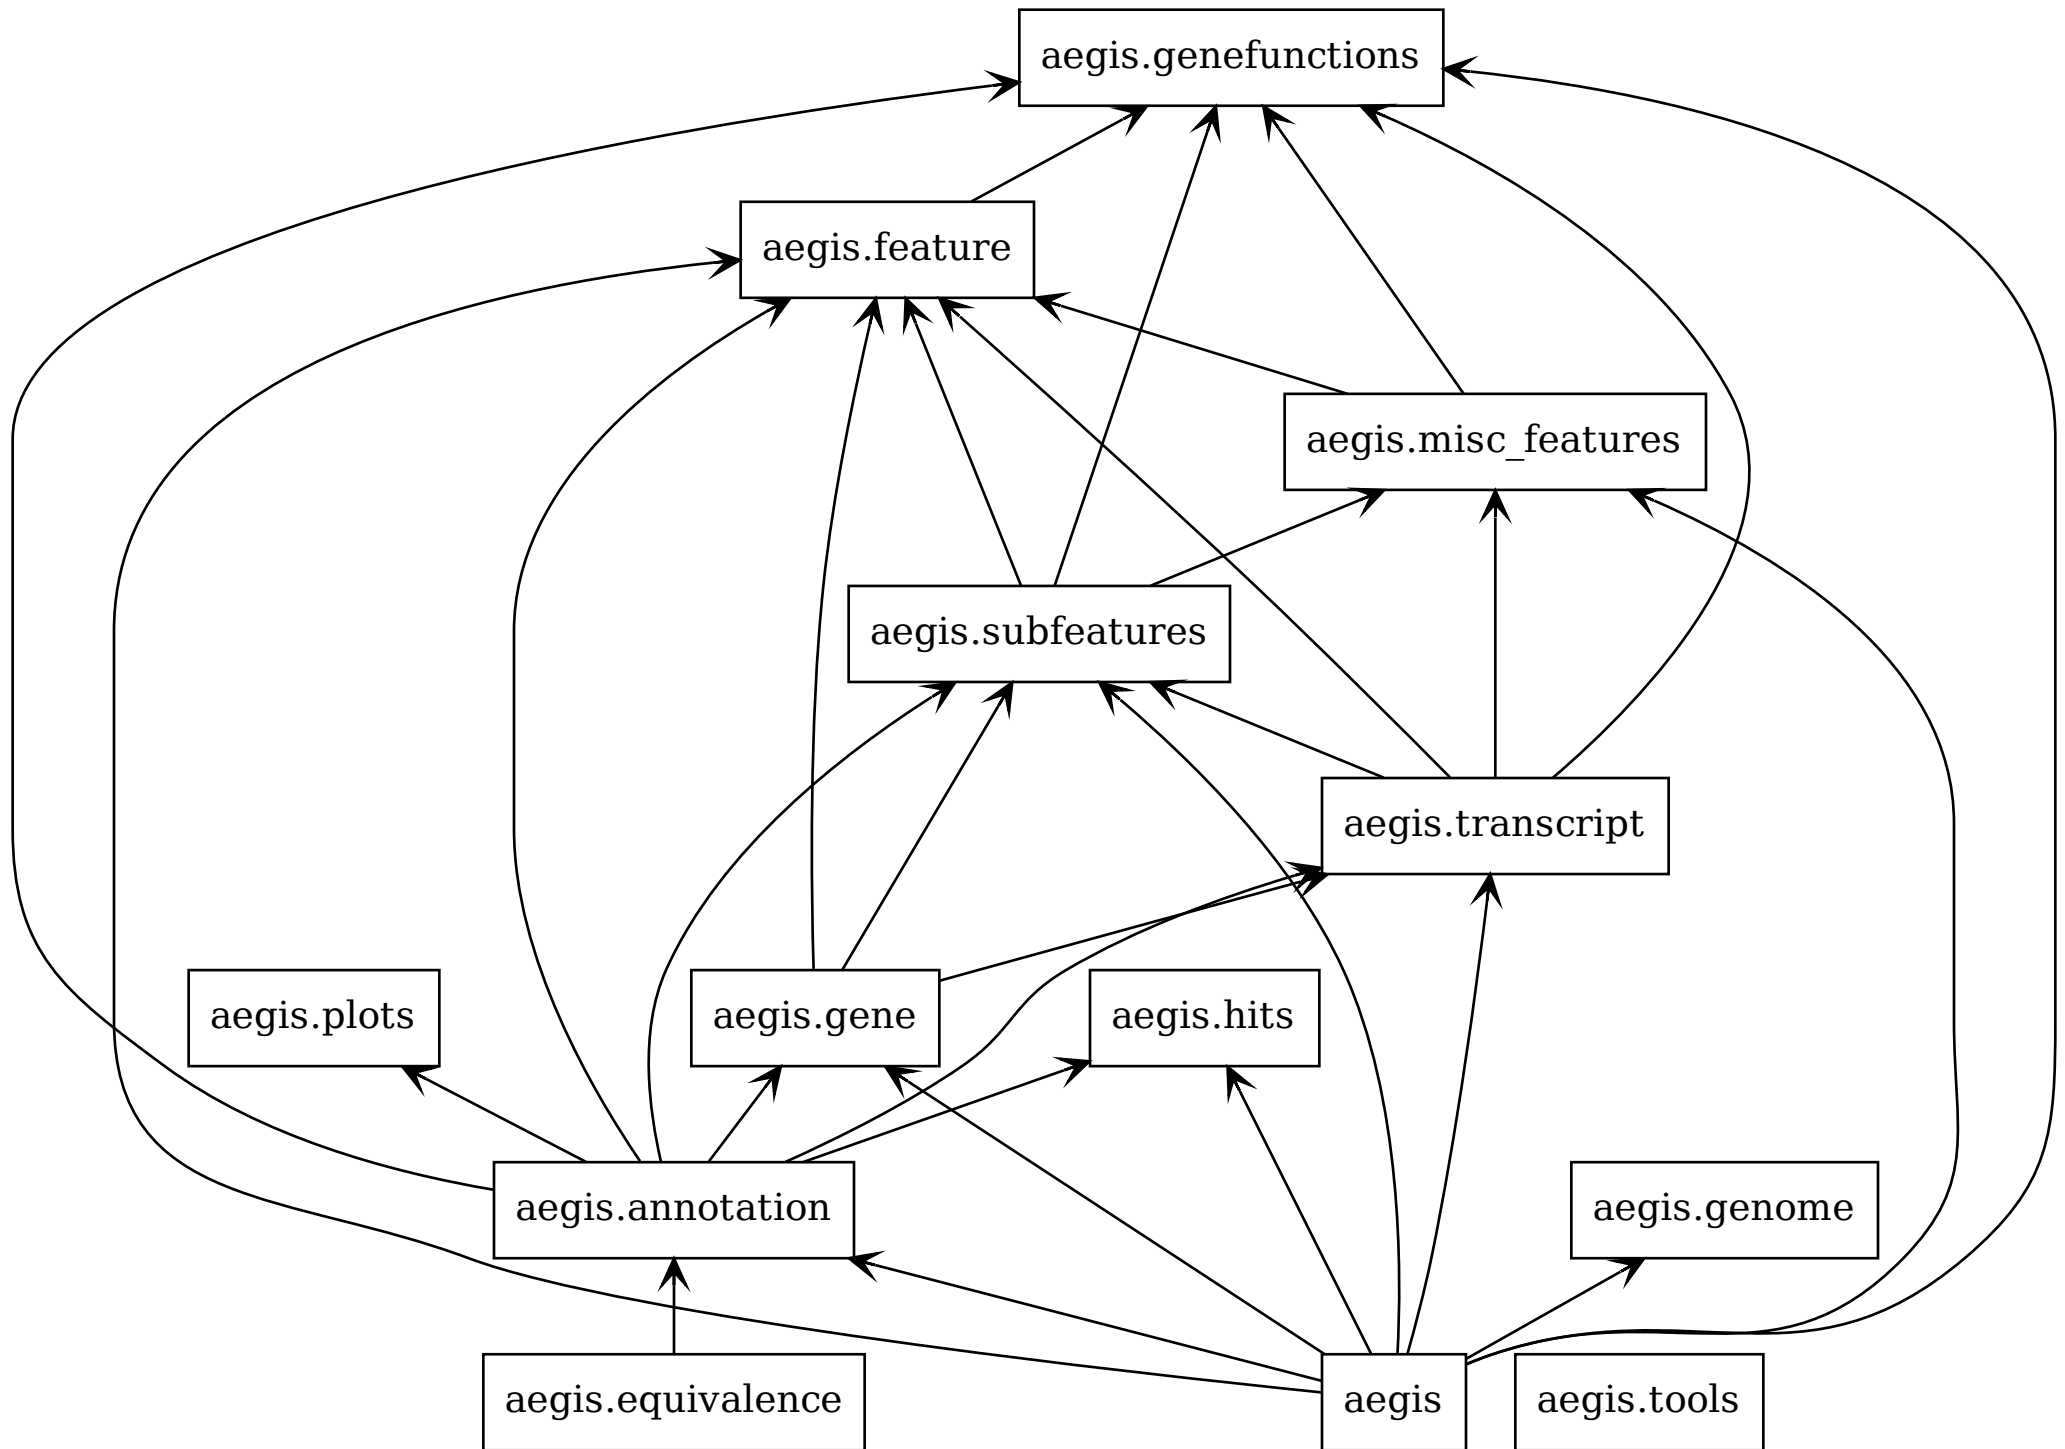 aegis.genefunctions
aegis.feature
aegis.misc_features
aegis.subfeatures
aegis.transcript
aegis.plots
aegis.gene
aegis.hits
aegis.annotation
aegis.genome
aegis.equivalence
aegis
aegis.tools